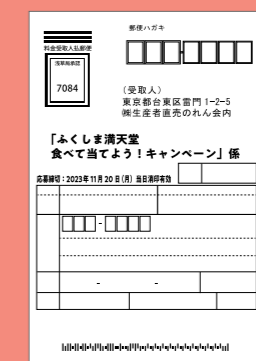 郵便ハガキ
料金受取人払郵便
浅草局承認
7084
(受取人)
東京都台東区雷門 1-2-5
㈱生産者直売のれん会内
「ふくしま満天堂
食べて当てよう!キャンペーン」係
応募締切:2023年11月20日(月) 当日消印有効
-
- -